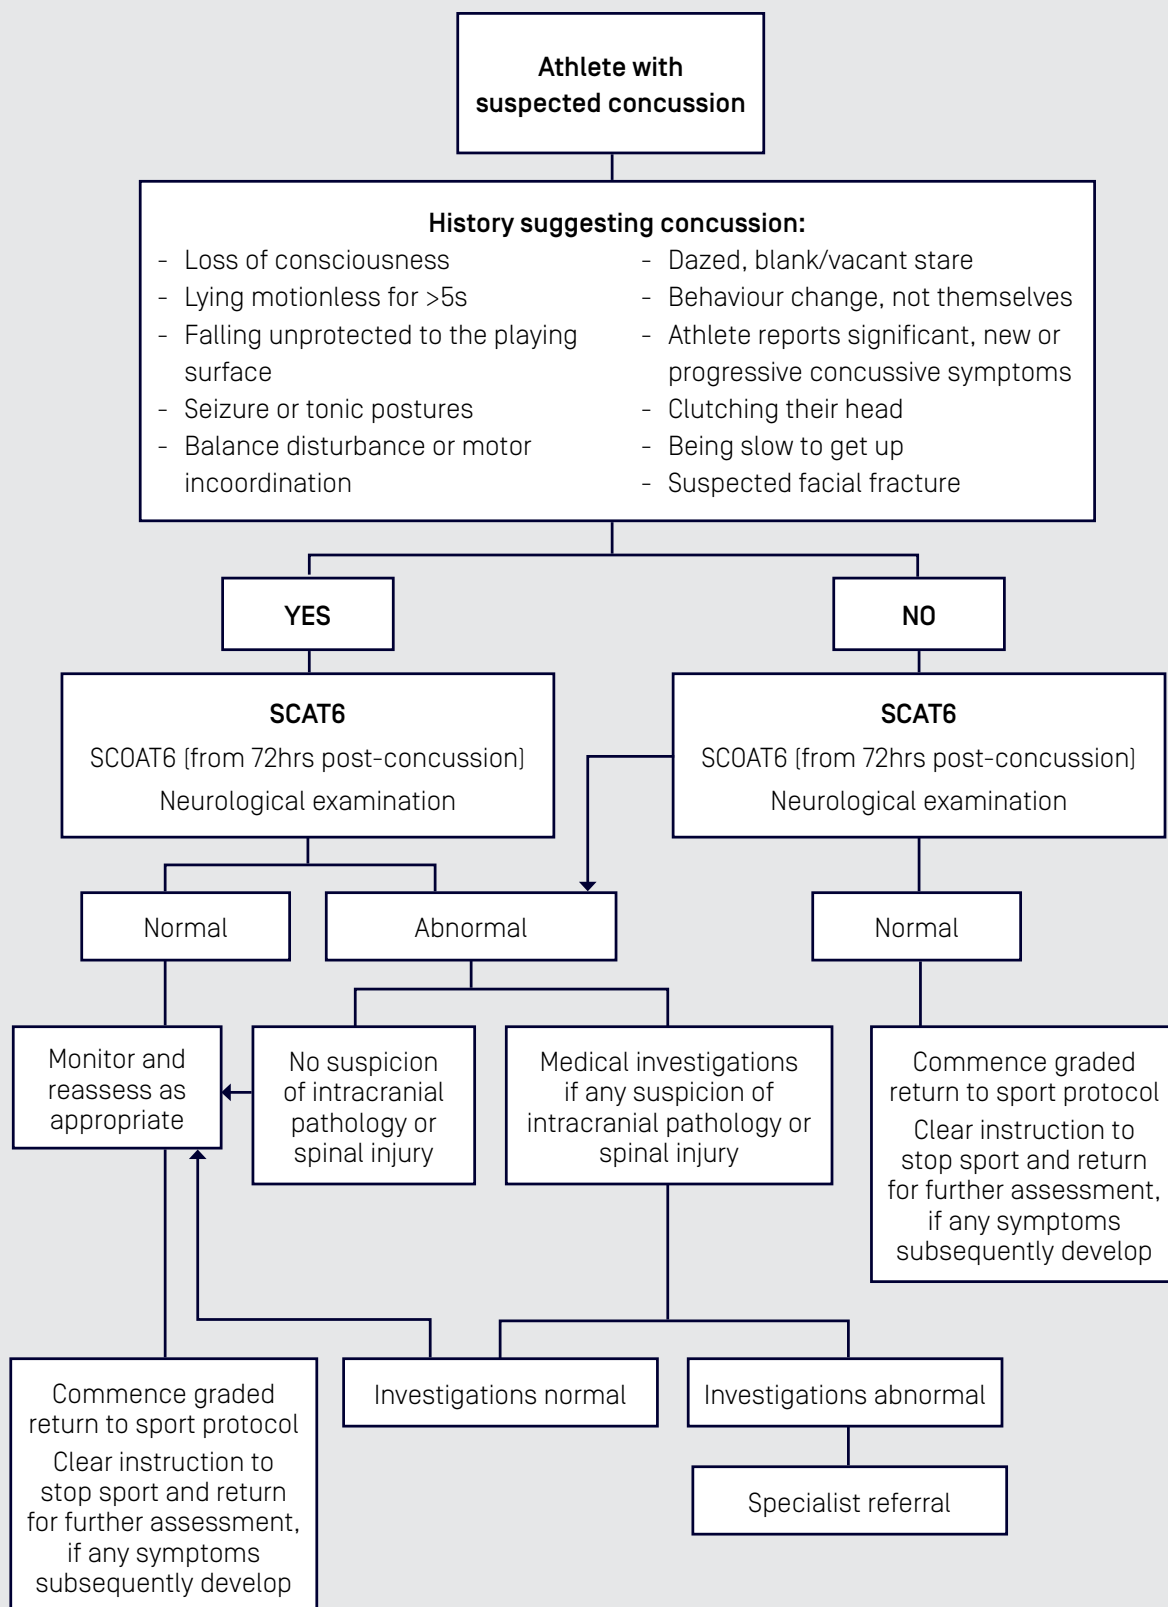 Athlete with
suspected concussion
History suggesting concussion:
- Loss of consciousness
- Lying motionless for >5s
- Falling unprotected to the playing
surface
- Seizure or tonic postures
- Balance disturbance or motor
incoordination
- Dazed, blank/vacant stare
- Behaviour change, not themselves
- Athlete reports significant, new or
progressive concussive symptoms
- Clutching their head
- Being slow to get up
- Suspected facial fracture
YES
NO
SCAT6
SCOAT6 (from 72hrs post-concussion)
Neurological examination
SCAT6
SCOAT6 (from 72hrs post-concussion)
Neurological examination
Normal
Abnormal
Normal
Monitor and
reassess as
appropriate
No suspicion
of intracranial
pathology or
spinal injury
Medical investigations
if any suspicion of
intracranial pathology or
spinal injury
Commence graded
return to sport protocol
Clear instruction to
stop sport and return
for further assessment,
if any symptoms
subsequently develop
Commence graded
return to sport protocol
Clear instruction to
stop sport and return
for further assessment,
if any symptoms
subsequently develop
Investigations normal
Investigations abnormal
Specialist referral